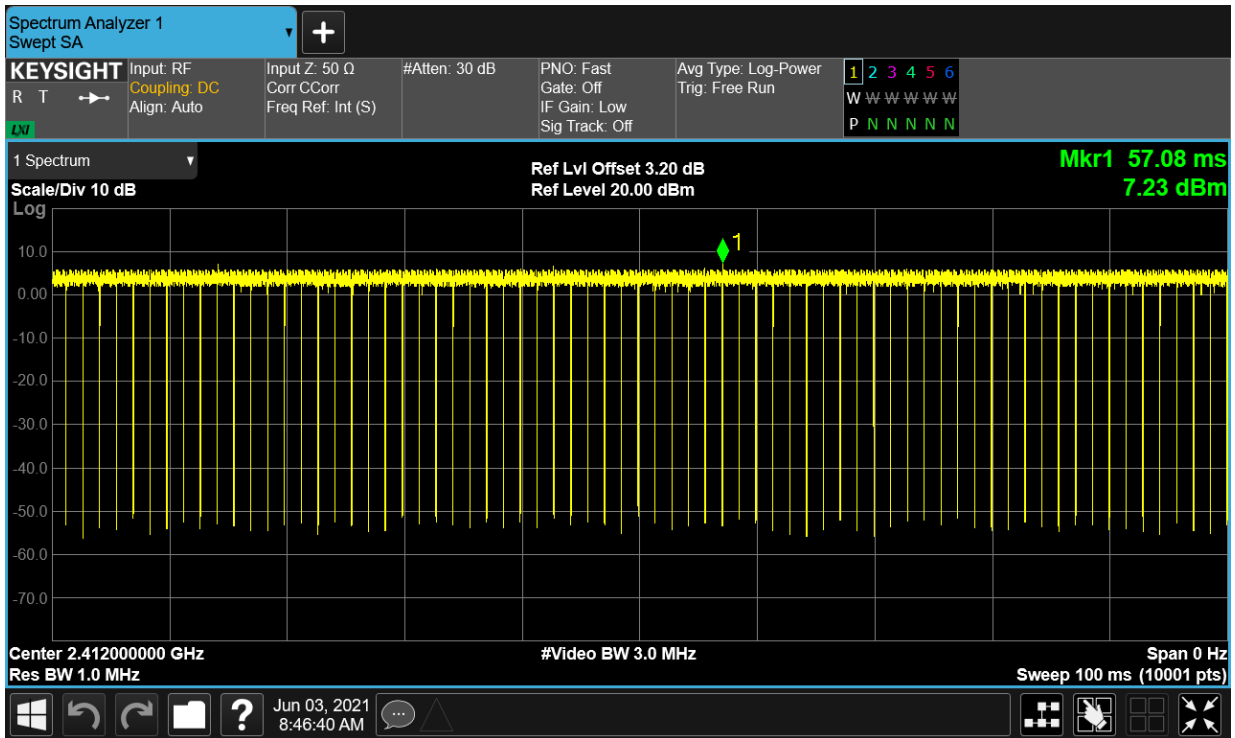 Spectrum Analyzer 1
Swept SA
KEYSIGHT
R T
LXI
Input: RF
Coupling: DC
Align: Auto
Input Z: 50 Ω
Corr CCorr
Freq Ref: Int (S)
#Atten: 30 dB
PNO: Fast
Gate: Off
IF Gain: Low
Sig Track: Off
Avg Type: Log-Power
Trig: Free Run
1 2 3 4 5 6
W W W W W W
P N N N N N
1 Spectrum
Scale/Div 10 dB
Log
Ref Lvl Offset 3.20 dB
Ref Level 20.00 dBm
Mkr1 57.08 ms
7.23 dBm
1
10.0
0.00
-10.0
-20.0
-30.0
-40.0
-50.0
-60.0
-70.0
Center 2.412000000 GHz
Res BW 1.0 MHz
#Video BW 3.0 MHz
Span 0 Hz
Sweep 100 ms (10001 pts)
?
Jun 03, 2021
8:46:40 AM